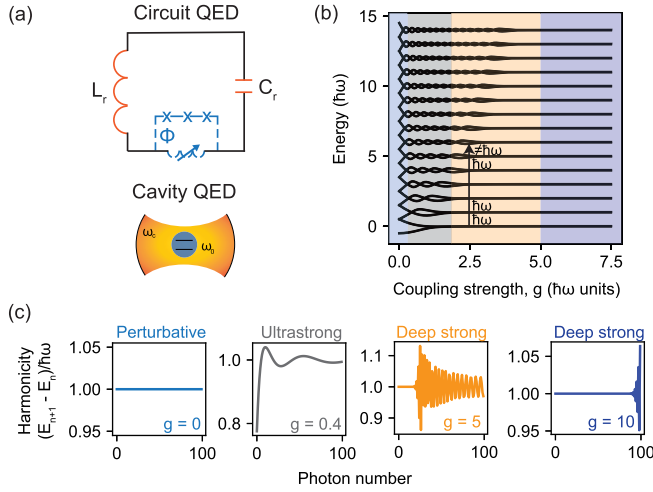 (a)
Circuit QED
L_r
C_r
Φ
Cavity QED
ω_c
ω_0
(b)
Energy (ħω)
15
10
5
0
≠ħω
ħω
ħω
ħω
0.0 2.5 5.0 7.5
Coupling strength, g (ħω units)
(c)
Harmonicity
(E_{n+1} - E_n)/ħω
Perturbative
1.05
1.00
0.95
g = 0
0 100
Ultrastrong
1.0
0.8
g = 0.4
0 100
Deep strong
1.1
1.0
0.9
g = 5
0 100
Deep strong
1.05
1.00
0.95
g = 10
0 100
Photon number